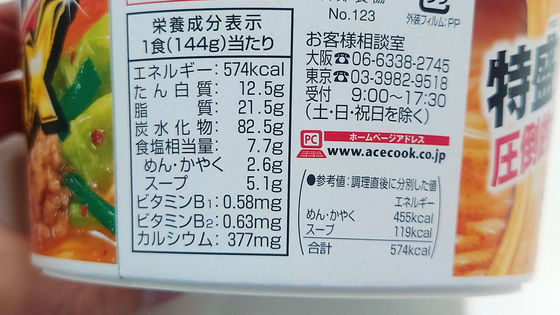 栄養成分表示
1食(144g)当たり
エネルギー:574kcal
たん白質:12.5g
脂質:21.5g
炭水化物:82.5g
食塩相当量:7.7g
めん・かやく:2.6g
スープ:5.1g
ビタミンB1:0.58mg
ビタミンB2:0.63mg
カルシウム:377mg
No.123
外装フィルム:PP
お客様相談室
大阪☎06-6338-2745
東京☎03-3982-9518
受付 9:00〜17:30
(土・日・祝日を除く)
PC
ホームページアドレス
www.acecook.co.jp
●参考値:調理直後に分別した値
エネルギー
めん・かやく 455kcal
スープ 119kcal
合計 574kcal
特盛
圧倒